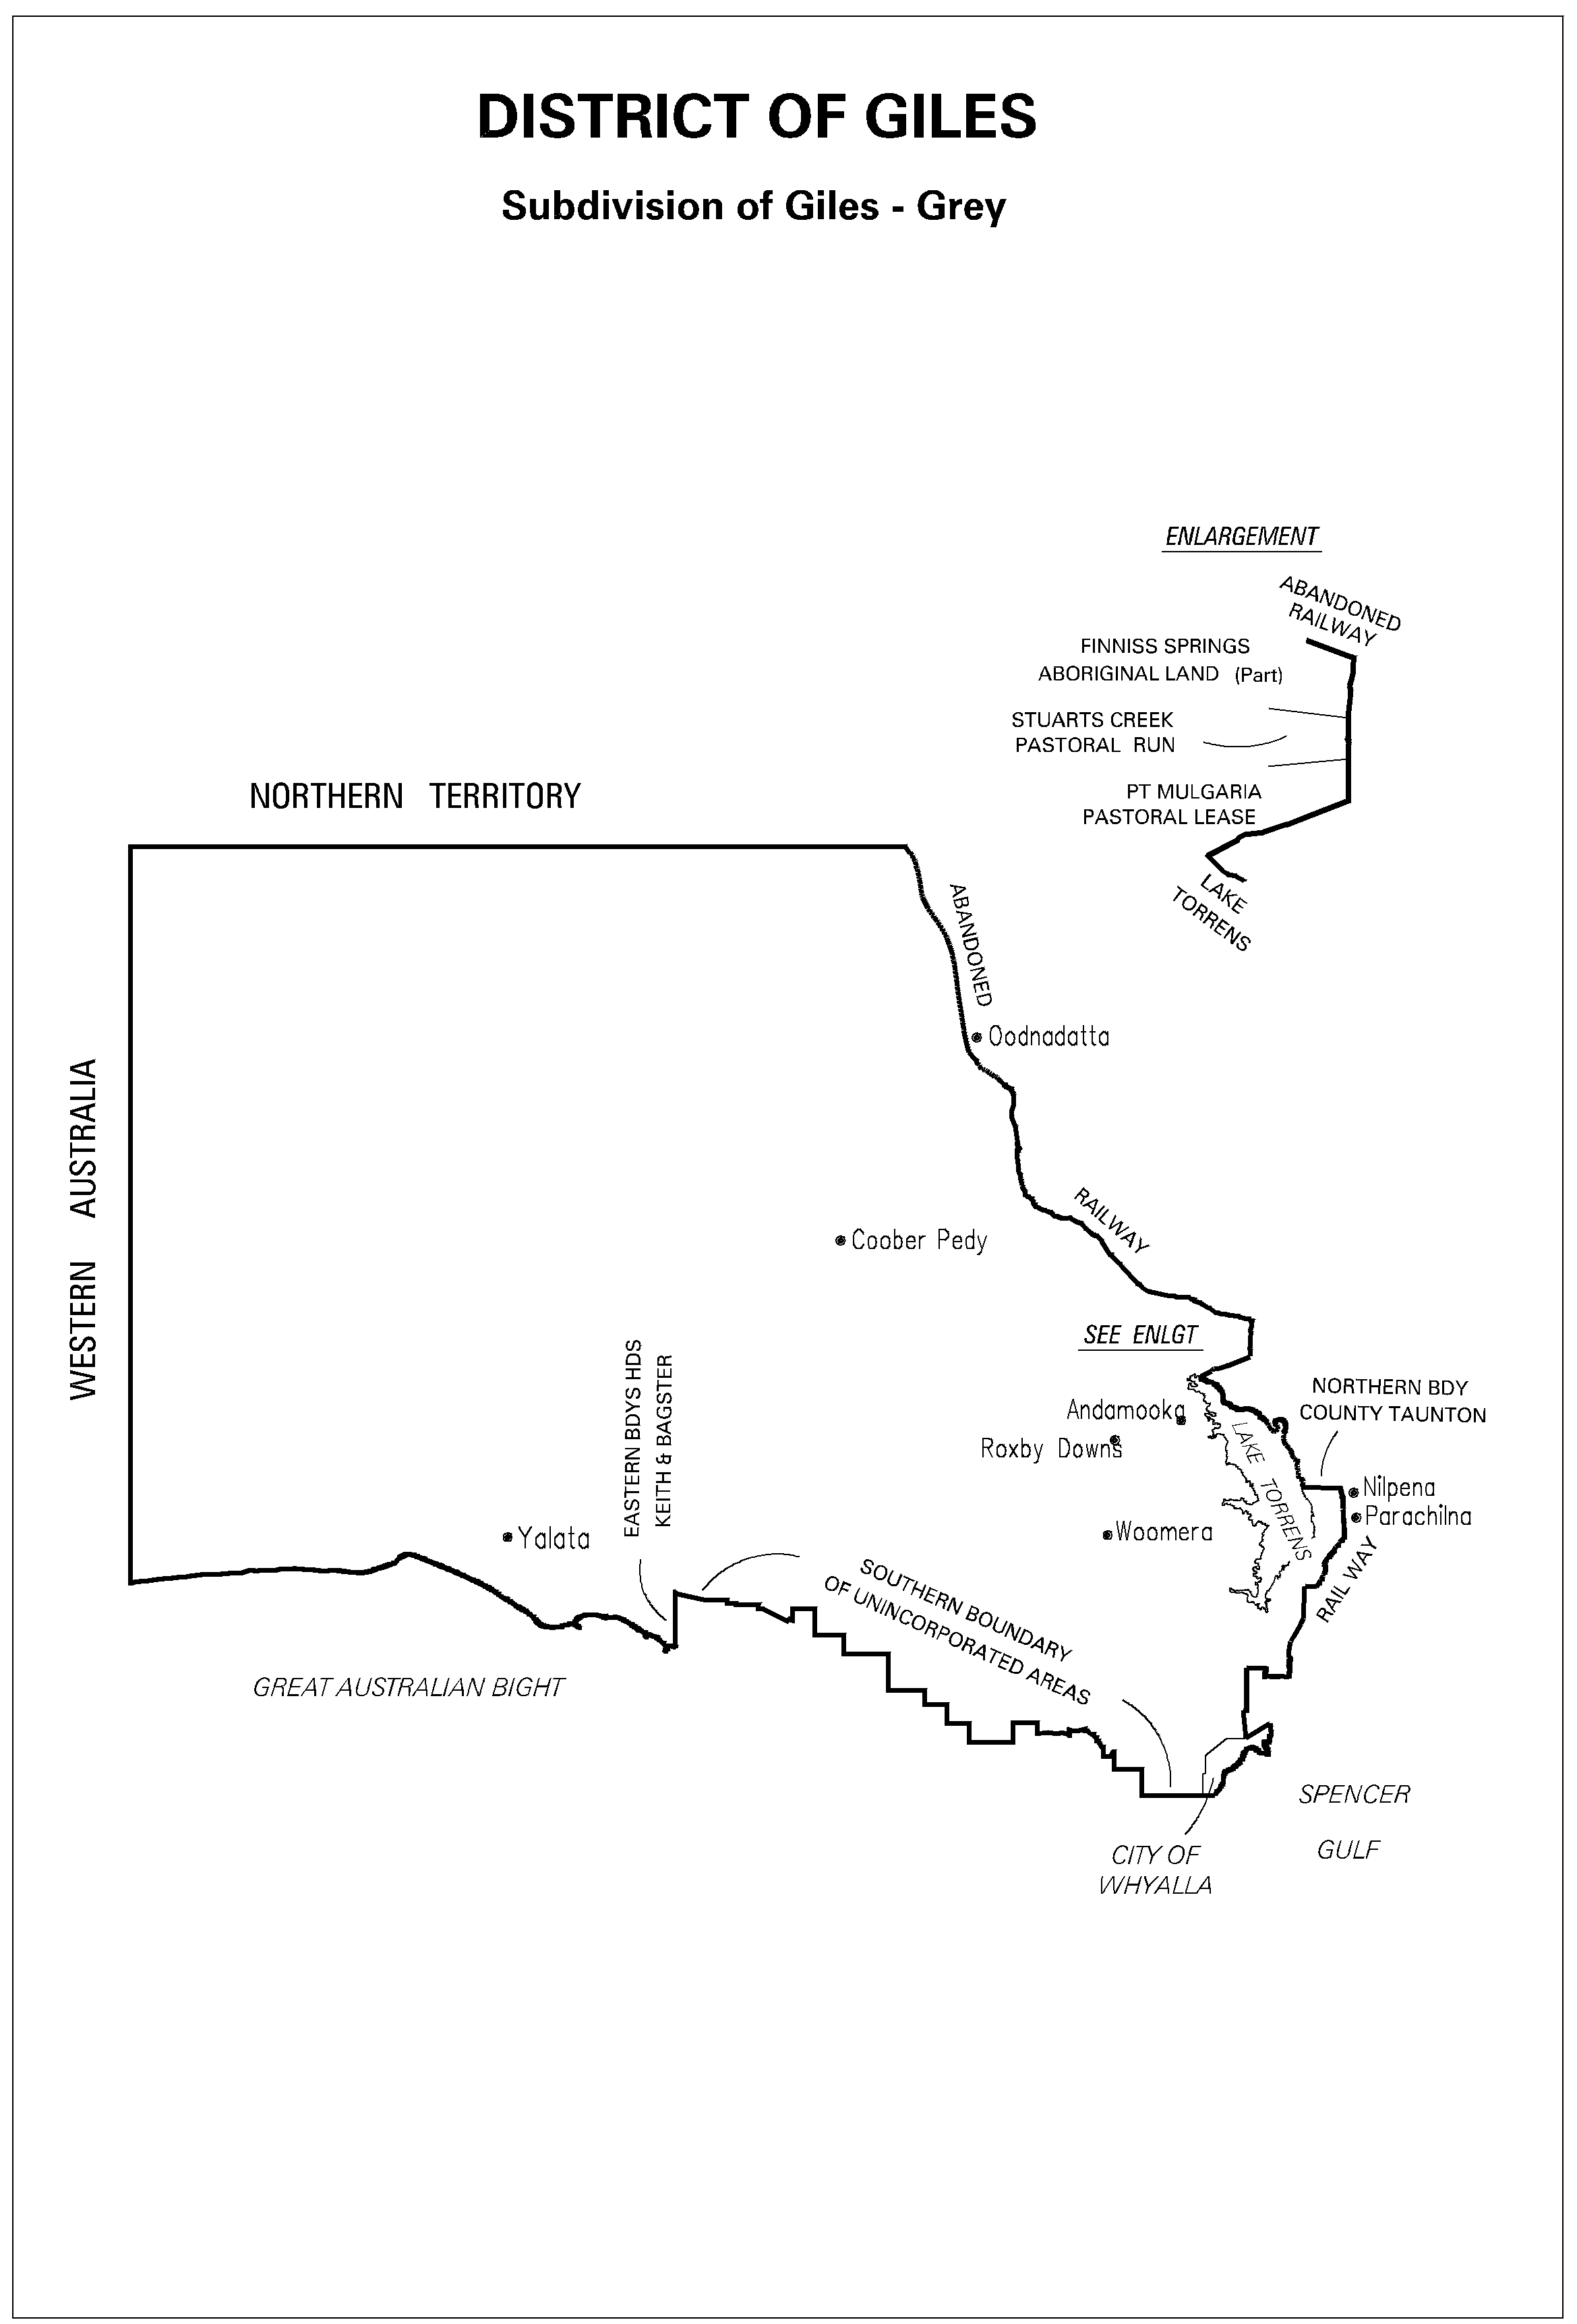 DISTRICT OF GILES
Subdivision of Giles - Grey
ENLARGEMENT
ABANDONED
RAILWAY
FINNISS SPRINGS
ABORIGINAL LAND (Part)
STUARTS CREEK
PASTORAL RUN
PT MULGARIA
PASTORAL LEASE
LAKE
TORRENS
NORTHERN TERRITORY
ABANDONED
Oodnadatta
WESTERN AUSTRALIA
RAILWAY
Coober Pedy
SEE ENLGT
EASTERN BDYS HDS
KEITH & BAGSTER
NORTHERN BDY
COUNTY TAUNTON
Andamooka
Roxby Downs
LAKE TORRENS
Nilpena
Parachilna
Woomera
Yalata
RAILWAY
SOUTHERN BOUNDARY
OF UNINCORPORATED AREAS
GREAT AUSTRALIAN BIGHT
SPENCER
GULF
CITY OF
WHYALLA